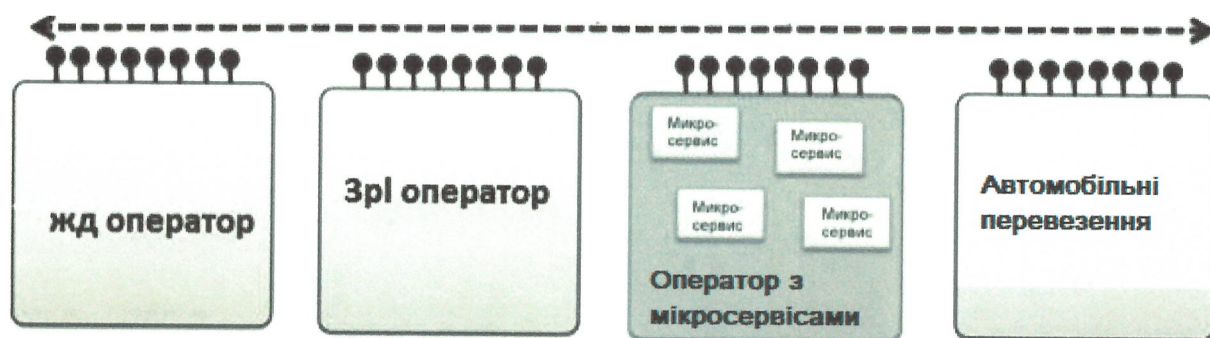 жд оператор
3pl оператор
Микро-
сервис
Микро-
сервис
Микро-
сервис
Микро-
сервис
Оператор з
мікросервісами
Автомобільні
перевезення